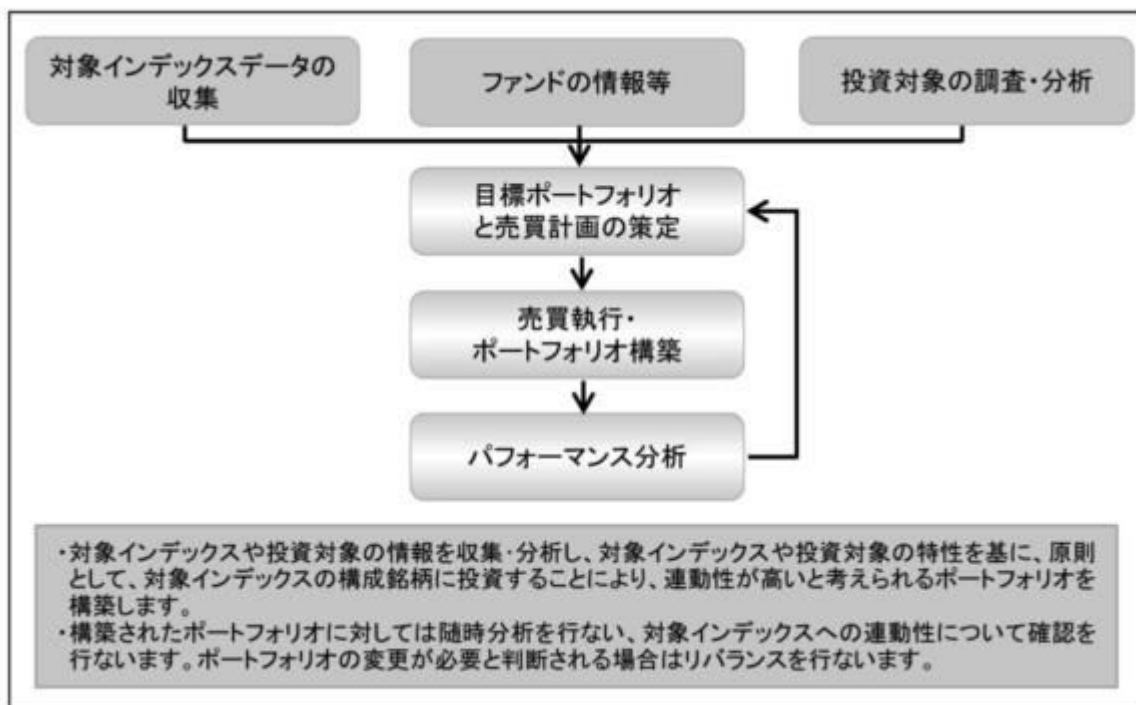 対象インデックスデータの
収集
ファンドの情報等
投資対象の調査・分析
目標ポートフォリオ
と売買計画の策定
売買執行・
ポートフォリオ構築
パフォーマンス分析
・対象インデックスや投資対象の情報を収集・分析し、対象インデックスや投資対象の特性を基に、原則
として、対象インデックスの構成銘柄に投資することにより、連動性が高いと考えられるポートフォリオを
構築します。
・構築されたポートフォリオに対しては随時分析を行ない、対象インデックスへの連動性について確認を
行ないます。ポートフォリオの変更が必要と判断される場合はリバランスを行ないます。